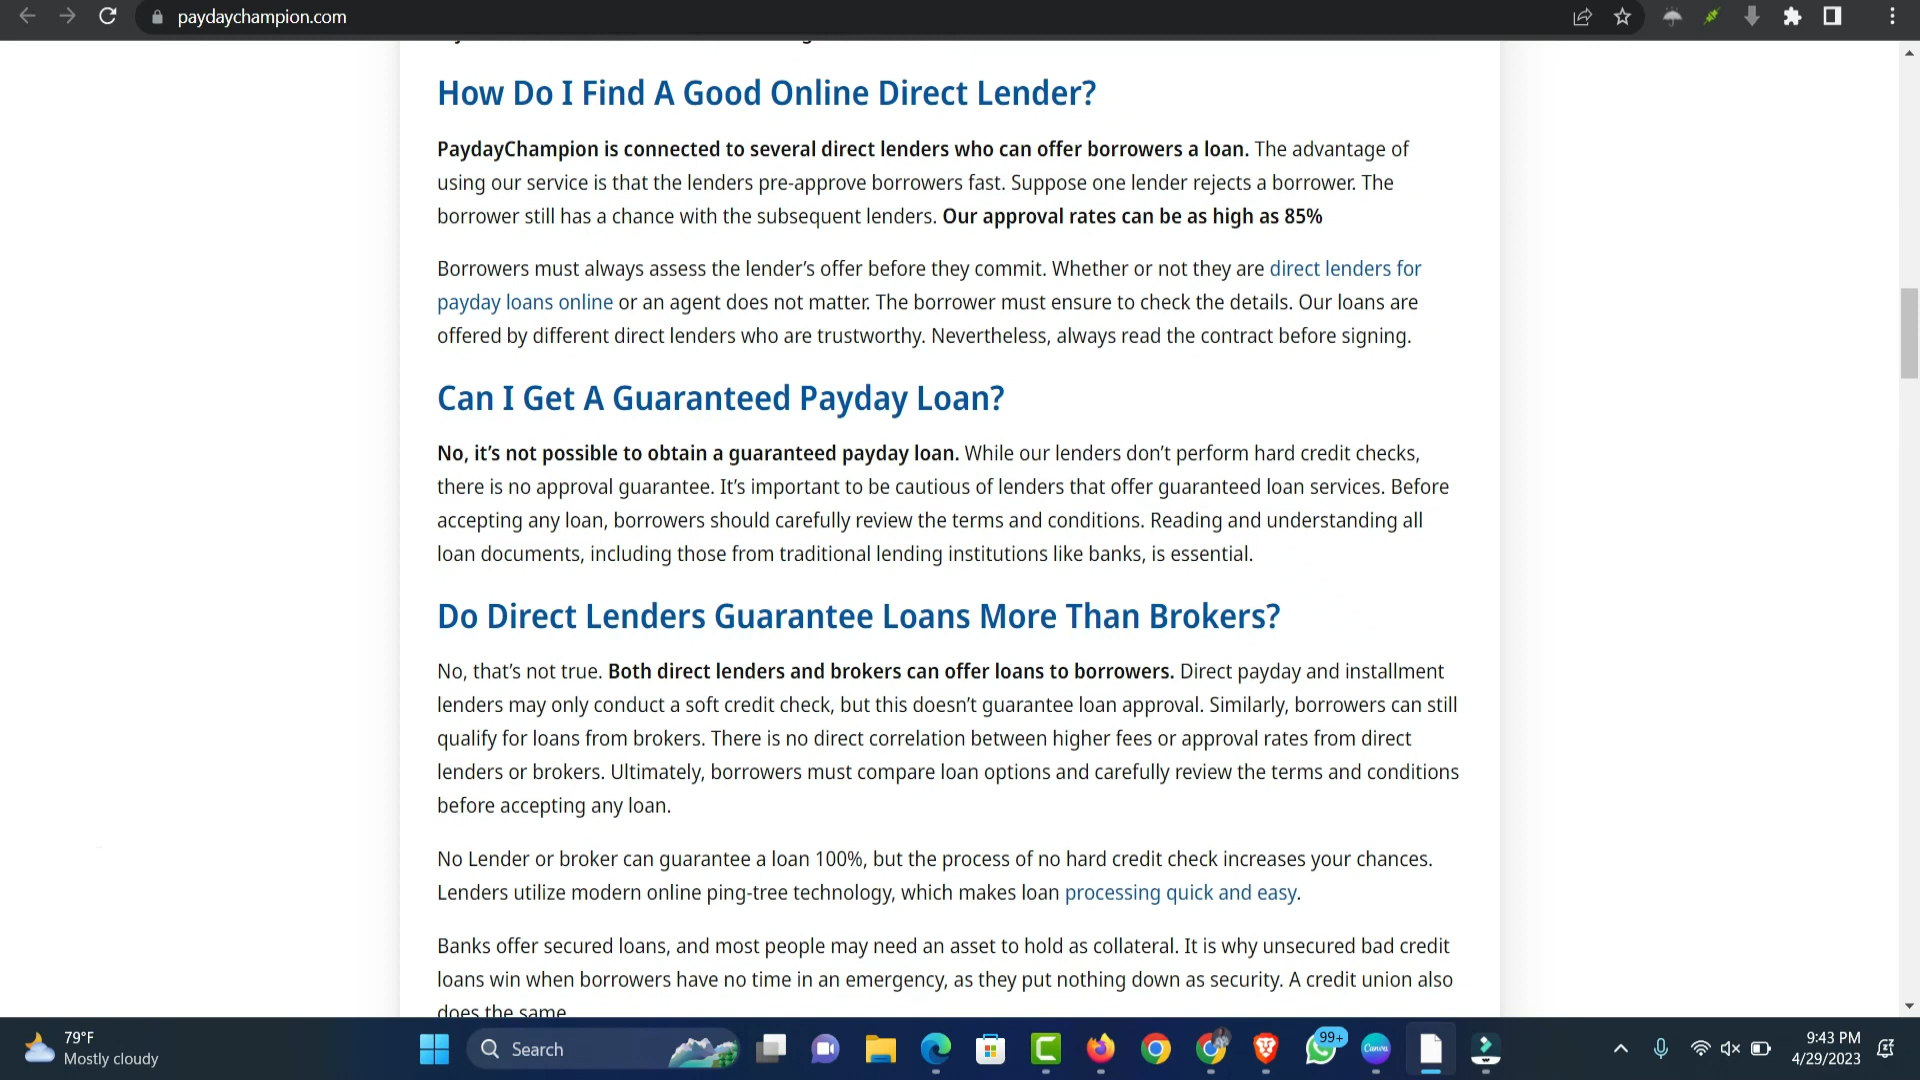 paydaychampion.com
How Do I Find A Good Online Direct Lender?
PaydayChampion is connected to several direct lenders who can offer borrowers a loan. The advantage of
using our service is that the lenders pre-approve borrowers fast. Suppose one lender rejects a borrower. The
borrower still has a chance with the subsequent lenders. Our approval rates can be as high as 85%
Borrowers must always assess the lender’s offer before they commit. Whether or not they are direct lenders for
payday loans online or an agent does not matter. The borrower must ensure to check the details. Our loans are
offered by different direct lenders who are trustworthy. Nevertheless, always read the contract before signing.
Can I Get A Guaranteed Payday Loan?
No, it’s not possible to obtain a guaranteed payday loan. While our lenders don’t perform hard credit checks,
there is no approval guarantee. It’s important to be cautious of lenders that offer guaranteed loan services. Before
accepting any loan, borrowers should carefully review the terms and conditions. Reading and understanding all
loan documents, including those from traditional lending institutions like banks, is essential.
Do Direct Lenders Guarantee Loans More Than Brokers?
No, that’s not true. Both direct lenders and brokers can offer loans to borrowers. Direct payday and installment
lenders may only conduct a soft credit check, but this doesn’t guarantee loan approval. Similarly, borrowers can still
qualify for loans from brokers. There is no direct correlation between higher fees or approval rates from direct
lenders or brokers. Ultimately, borrowers must compare loan options and carefully review the terms and conditions
before accepting any loan.
No Lender or broker can guarantee a loan 100%, but the process of no hard credit check increases your chances.
Lenders utilize modern online ping-tree technology, which makes loan processing quick and easy.
Banks offer secured loans, and most people may need an asset to hold as collateral. It is why unsecured bad credit
loans win when borrowers have no time in an emergency, as they put nothing down as security. A credit union also
does the same
79°F
Mostly cloudy
Search
99+
Canva
9:43 PM
4/29/2023